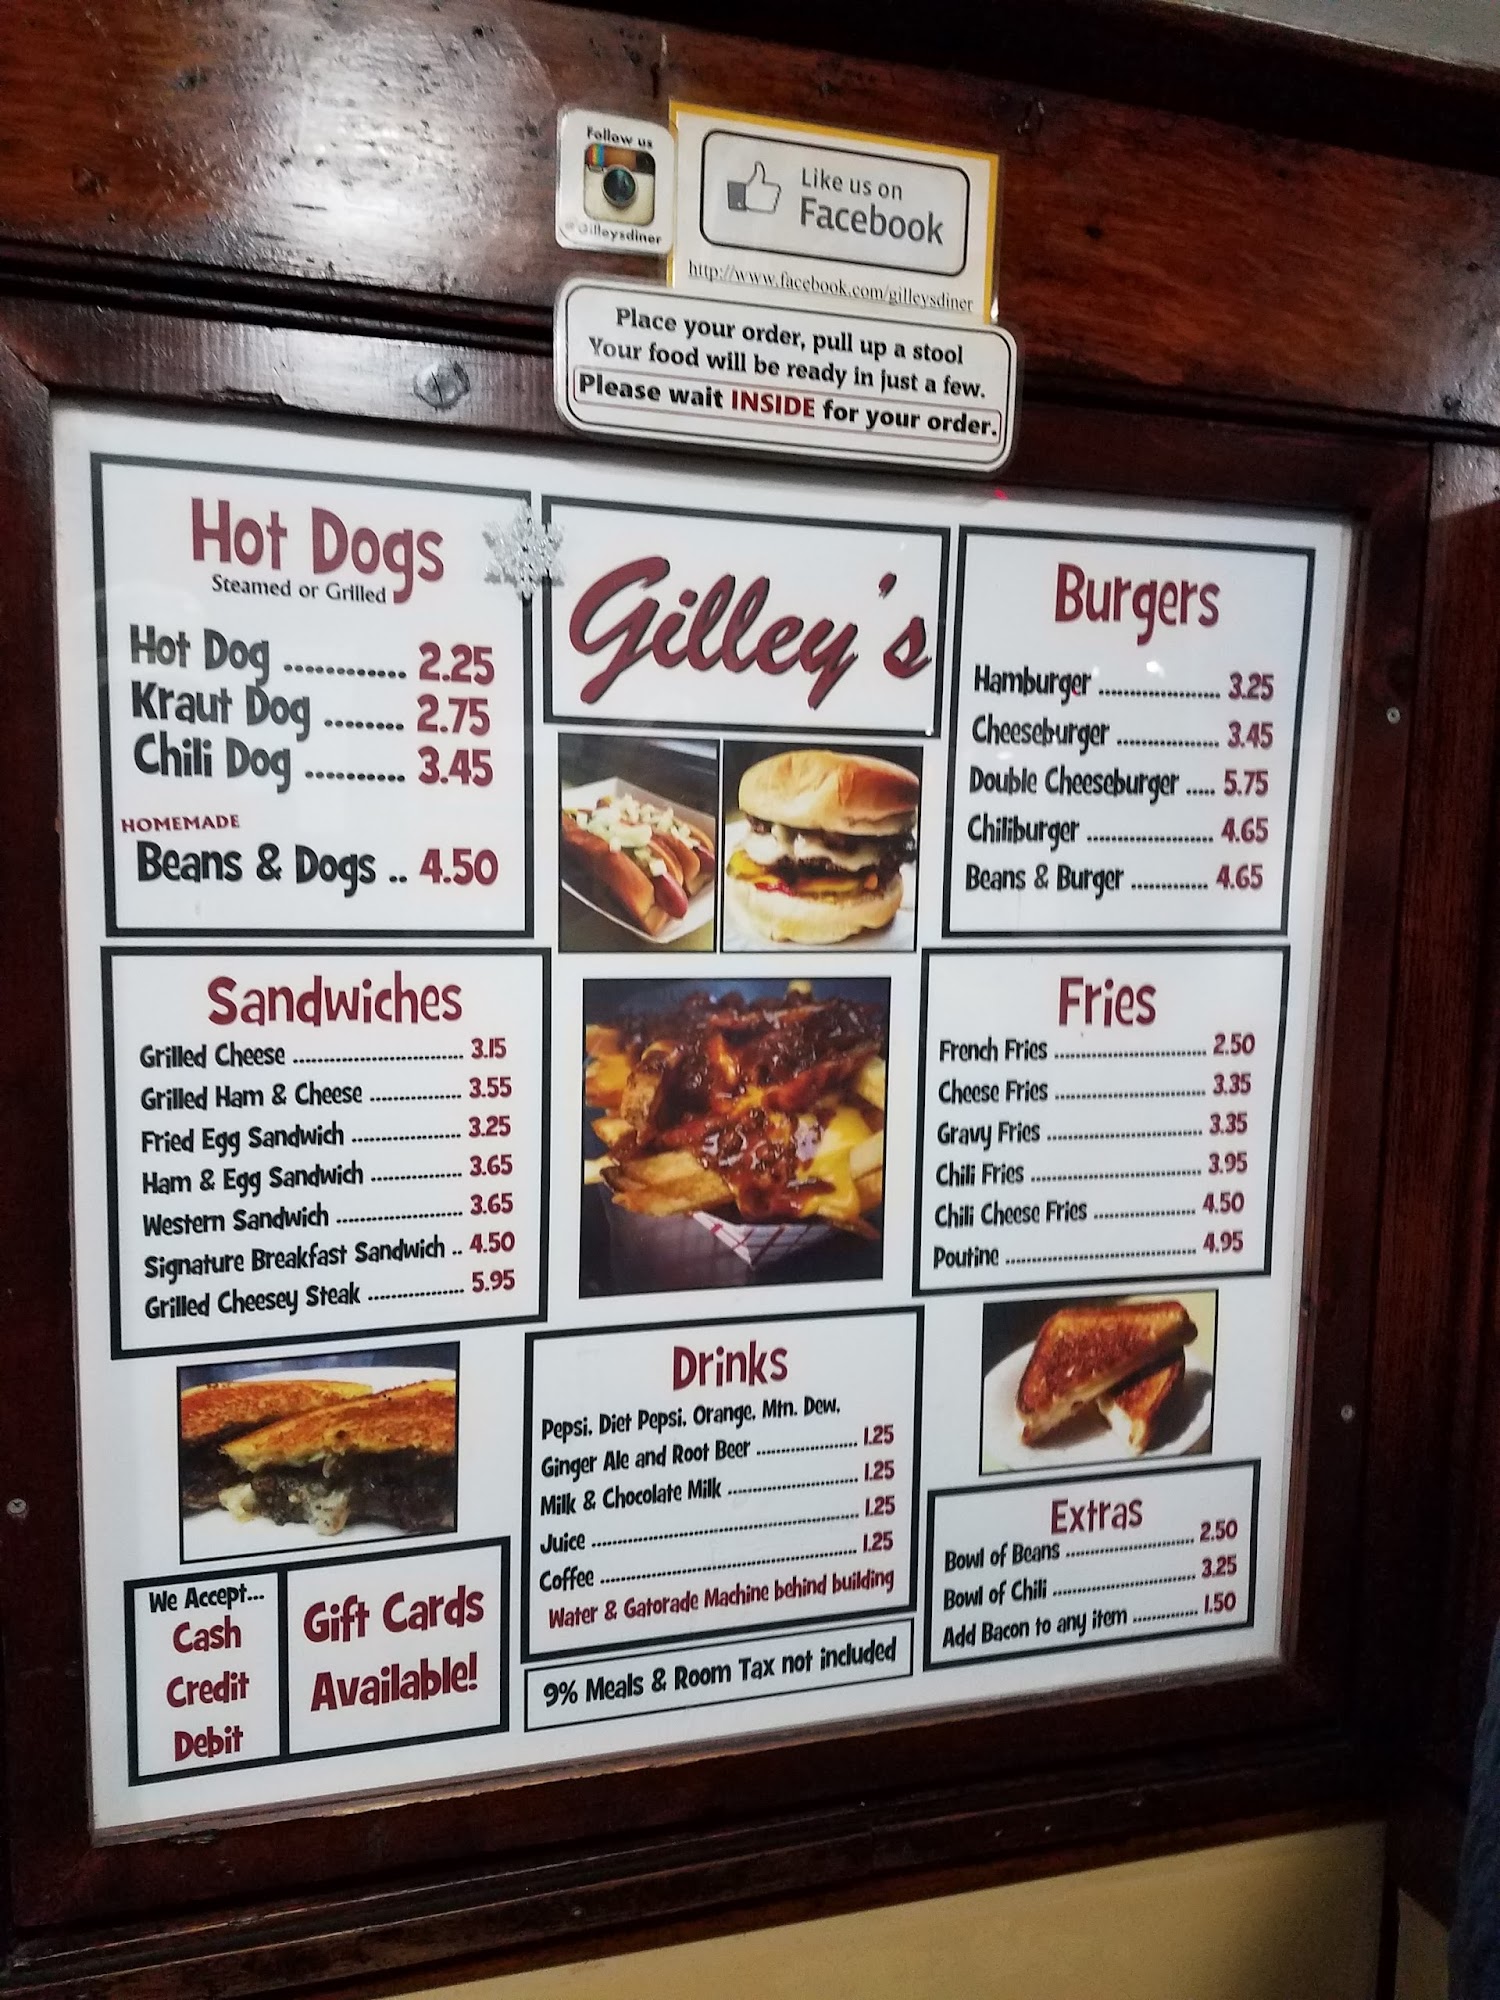 Follow us
@Gilleysdiner
Like us on
Facebook
http://www.facebook.com/gilleysdiner
Place your order, pull up a stool
Your food will be ready in just a few.
Please wait INSIDE for your order.
Hot Dogs
Steamed or Grilled
Hot Dog ............ 2.25
Kraut Dog ........ 2.75
Chili Dog .......... 3.45
HOMEMADE
Beans & Dogs .. 4.50
Gilley's
Burgers
Hamburger .................... 3.25
Cheeseburger ................. 3.45
Double Cheeseburger ..... 5.75
Chiliburger ..................... 4.65
Beans & Burger ............. 4.65
Sandwiches
Grilled Cheese ............................ 3.15
Grilled Ham & Cheese ............... 3.55
Fried Egg Sandwich .................. 3.25
Ham & Egg Sandwich ............... 3.65
Western Sandwich ..................... 3.65
Signature Breakfast Sandwich .. 4.50
Grilled Cheesey Steak ................ 5.95
Fries
French Fries ............................ 2.50
Cheese Fries ............................ 3.35
Gravy Fries ............................. 3.35
Chili Fries ............................... 3.95
Chili Cheese Fries ................... 4.50
Poutine ................................... 4.95
Drinks
Pepsi, Diet Pepsi, Orange, Mtn. Dew,
Ginger Ale and Root Beer ................. 1.25
Milk & Chocolate Milk ...................... 1.25
Juice ............................................. 1.25
Coffee ........................................... 1.25
Water & Gatorade Machine behind building
Extras
Bowl of Beans ........................ 2.50
Bowl of Chili .......................... 3.25
Add Bacon to any item ............ 1.50
We Accept...
Cash
Credit
Debit
Gift Cards
Available!
9% Meals & Room Tax not included